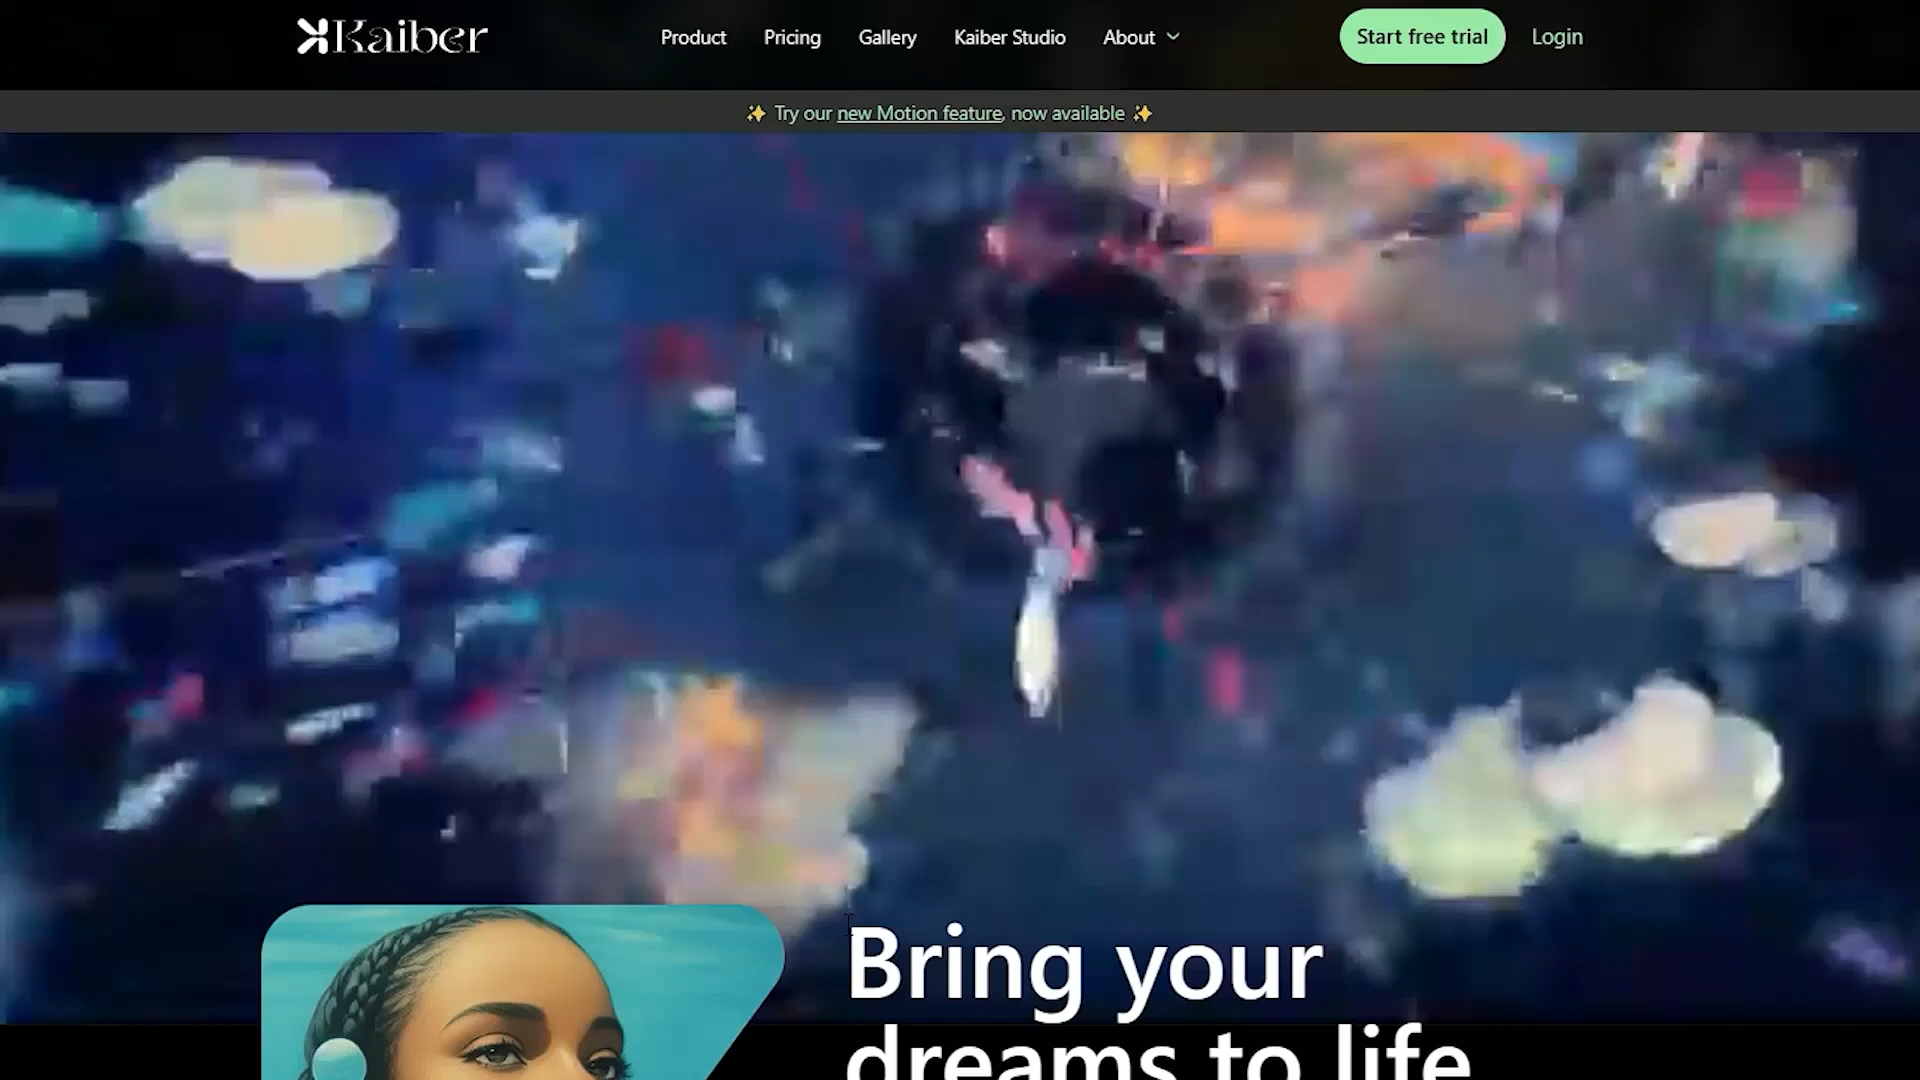 Kaiber
Product
Pricing
Gallery
Kaiber Studio
About
Start free trial
Login
✨ Try our new Motion feature, now available ✨
Bring your
dreams to life